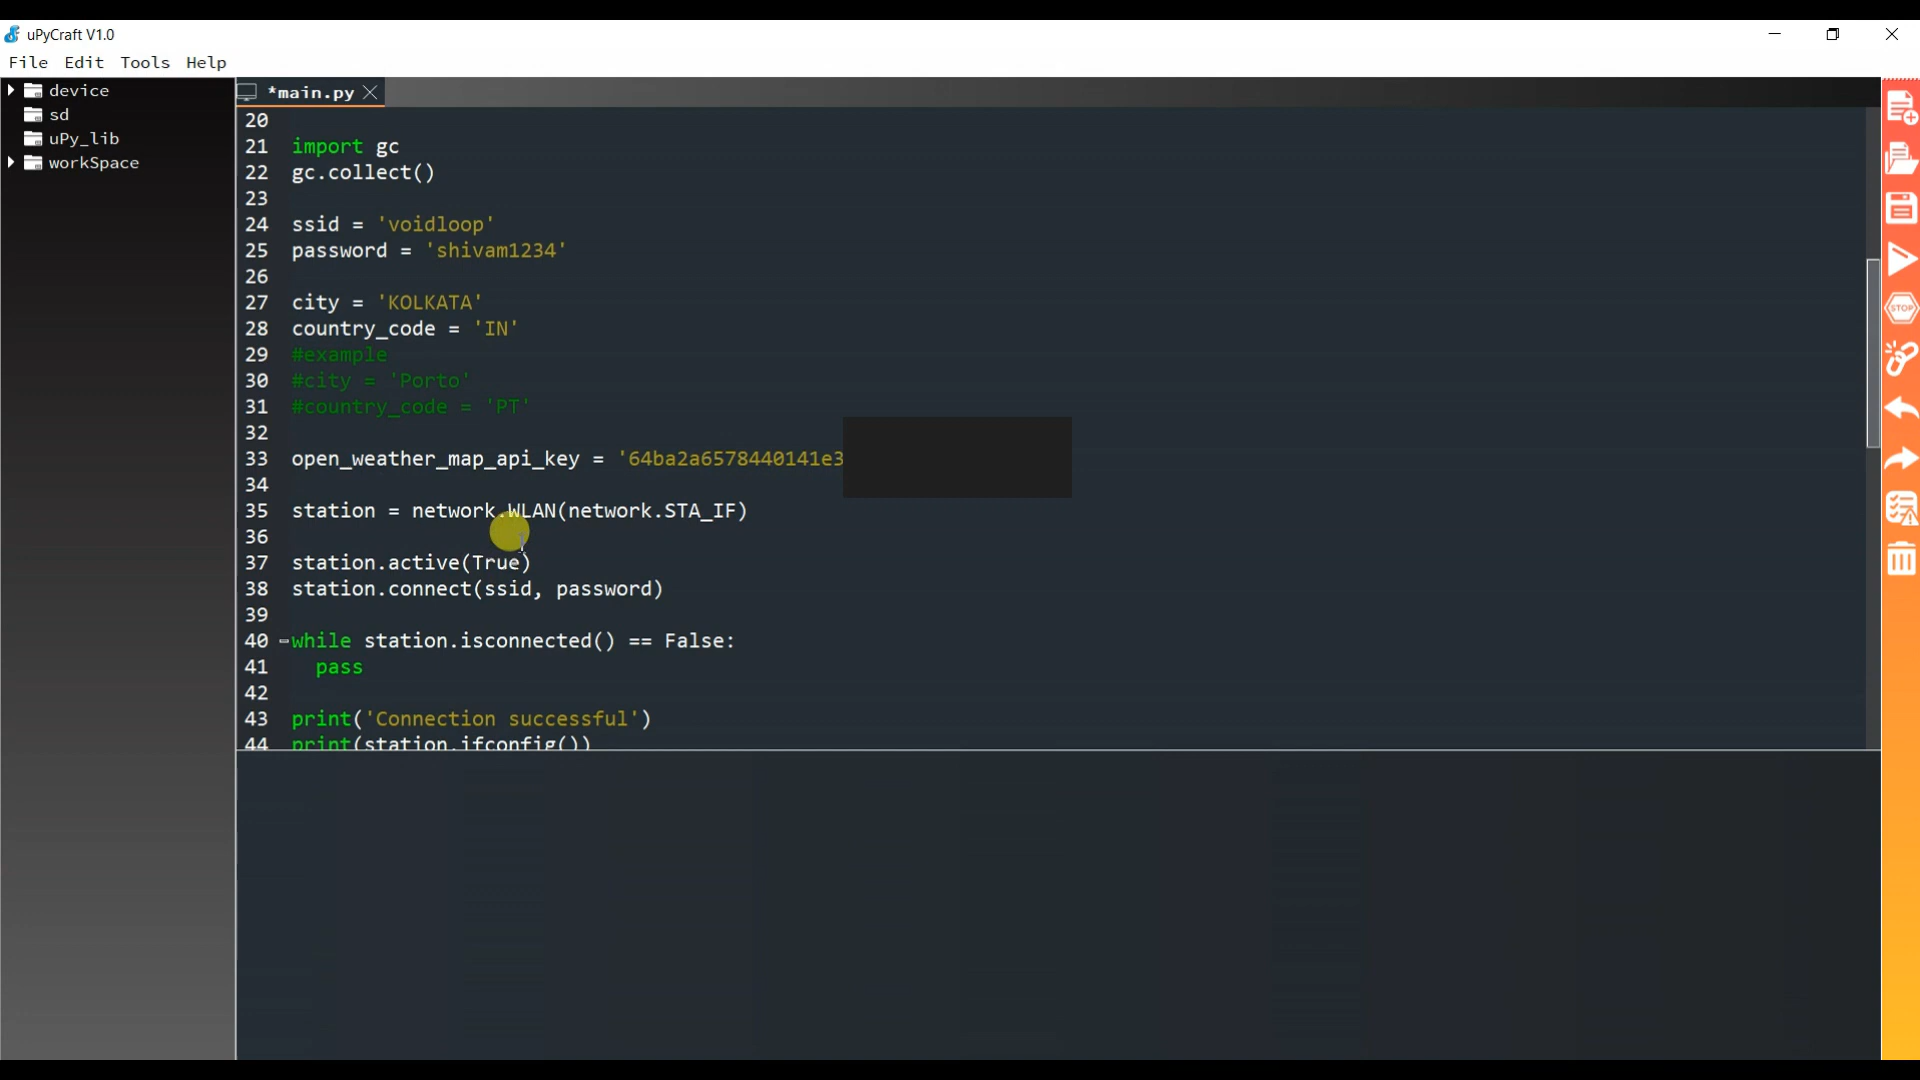 uPyCraft V1.0
File Edit Tools Help
device
sd
uPy_lib
workSpace
*main.py
20
21 import gc
22 gc.collect()
23
24 ssid = 'voidloop'
25 password = 'shivam1234'
26
27 city = 'KOLKATA'
28 country_code = 'IN'
29 #example
30 #city = 'Porto'
31 #country_code = 'PT'
32
33 open_weather_map_api_key = '64ba2a6578440141e3
34
35 station = network.WLAN(network.STA_IF)
36
37 station.active(True)
38 station.connect(ssid, password)
39
40 while station.isconnected() == False:
41 pass
42
43 print('Connection successful')
44 print(station.ifconfig())
STOP